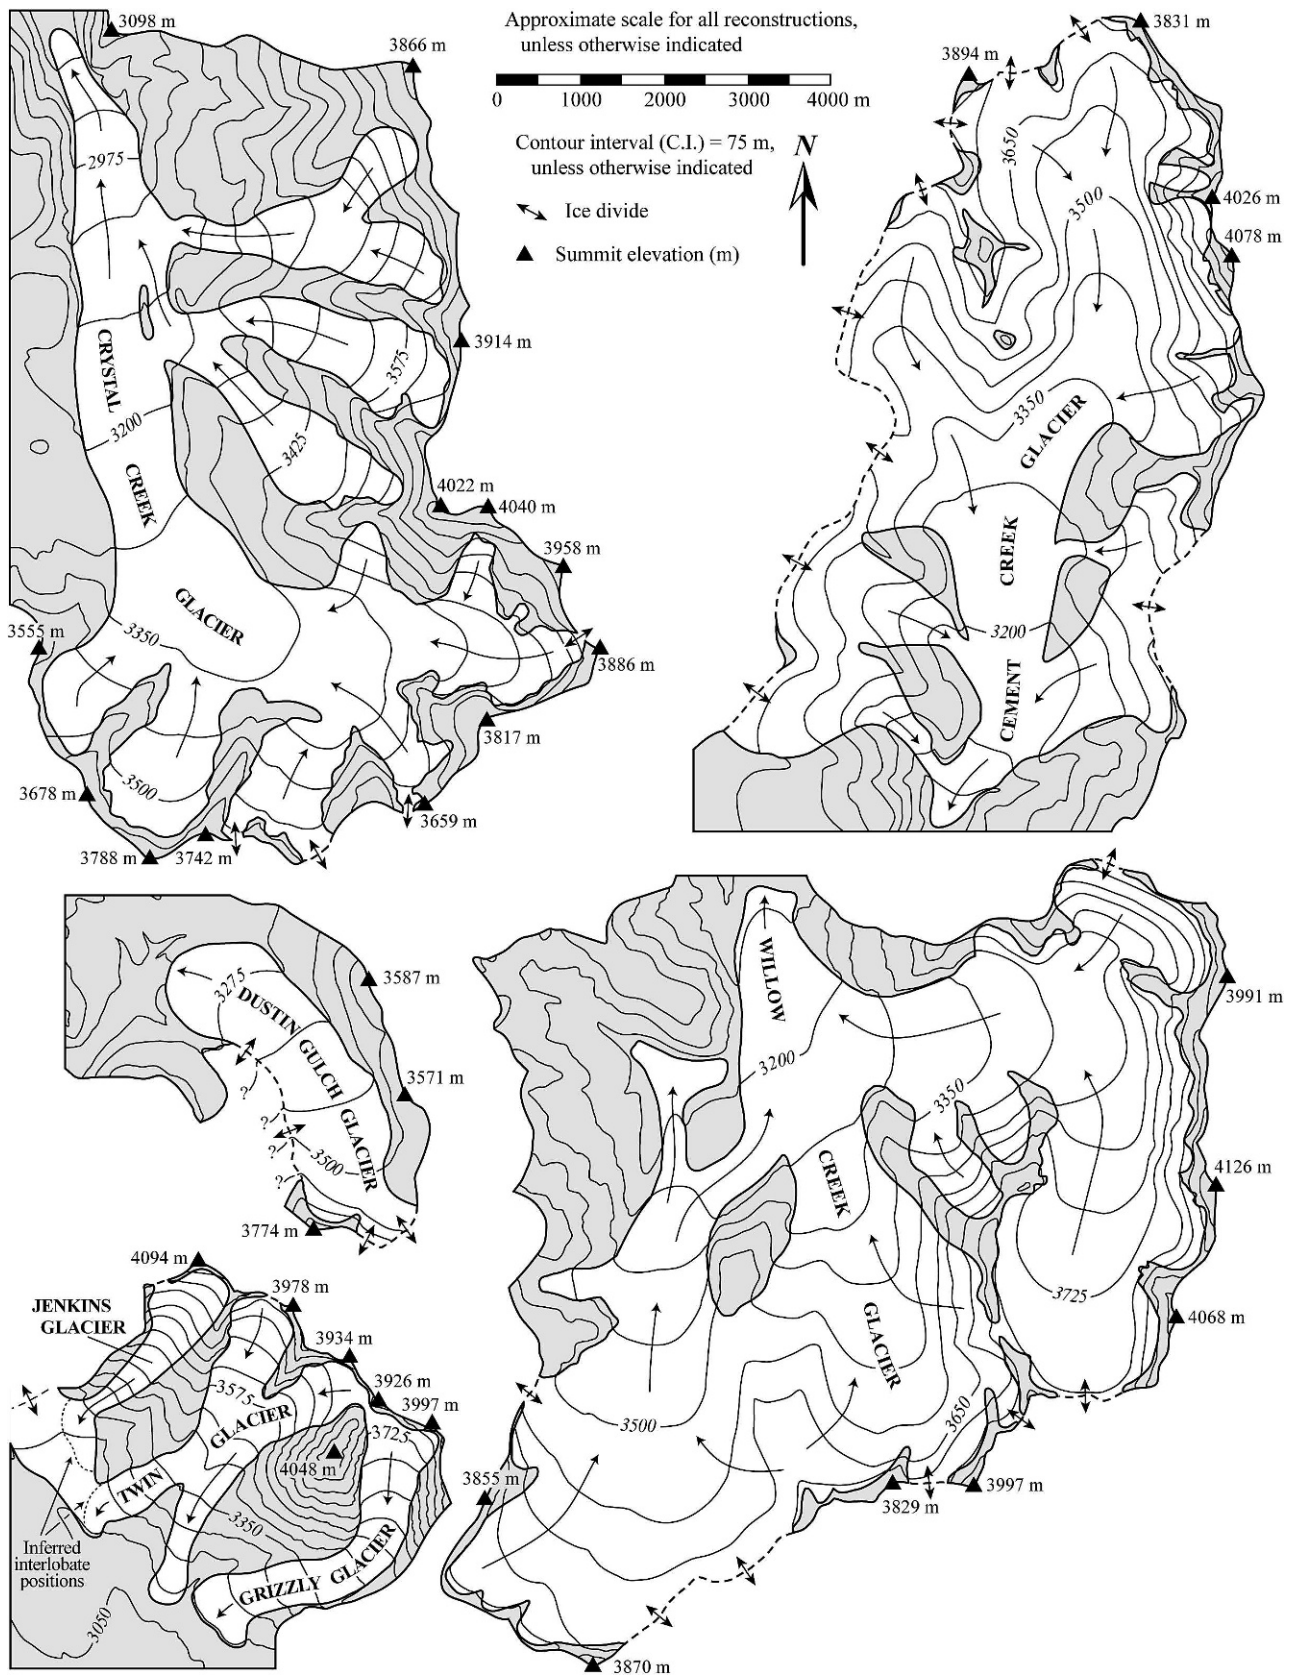 3098 m
3866 m
Approximate scale for all reconstructions,
unless otherwise indicated
0 1000 2000 3000 4000 m
Contour interval (C.I.) = 75 m,
unless otherwise indicated
N
Ice divide
Summit elevation (m)
2975
3914 m
3575
CRYSTAL
3200
3425
CREEK
4022 m
4040 m
3958 m
GLACIER
3555 m
3350
3886 m
3817 m
3678 m
3500
3659 m
3788 m
3742 m
3831 m
3894 m
3650
4026 m
3500
4078 m
3350
GLACIER
CREEK
3200
CEMENT
3587 m
3275
DUSTIN
GULCH
3571 m
GLACIER
?
?
?
?
3500
3774 m
WILLOW
3991 m
3200
3350
CREEK
4126 m
3725
4068 m
GLACIER
3500
3650
3855 m
3829 m
3997 m
3870 m
4094 m
3978 m
JENKINS
GLACIER
3934 m
3575
3926 m
GLACIER
3997 m
3725
4048 m
TWIN
3350
Inferred
interlobate
positions
GRIZZLY GLACIER
3050